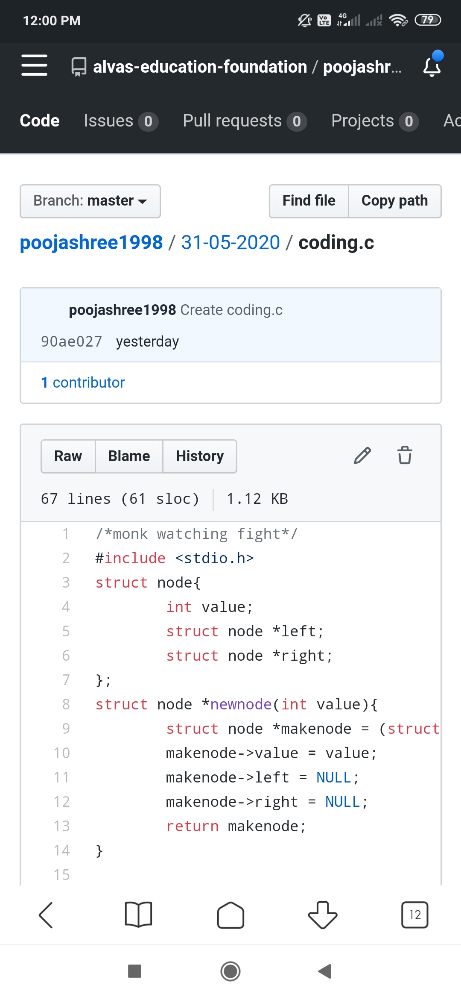 12:00 PM
Vo LTE 4G 79
alvas-education-foundation / poojashr...
Code Issues 0 Pull requests 0 Projects 0 Ac
Branch: master Find file Copy path
poojashree1998 / 31-05-2020 / coding.c
poojashree1998 Create coding.c
90ae027 yesterday
1 contributor
Raw Blame History
67 lines (61 sloc) 1.12 KB
1 /*monk watching fight*/
2 #include <stdio.h>
3 struct node{
4 int value;
5 struct node *left;
6 struct node *right;
7 };
8 struct node *newnode(int value){
9 struct node *makenode = (struct
10 makenode->value = value;
11 makenode->left = NULL;
12 makenode->right = NULL;
13 return makenode;
14 }
15
12